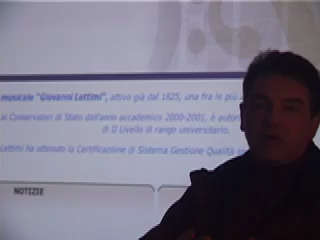 musicale "Giovanni Lettimi", attivo già dal 1825, una fra le più
ai Conservatori di Stato dall'anno accademico 2000-2001, è autor
di II Livello di rango universitario.
Lettimi ha ottenuto la Certificazione di Sistema Gestione Qualità
NOTIZIE